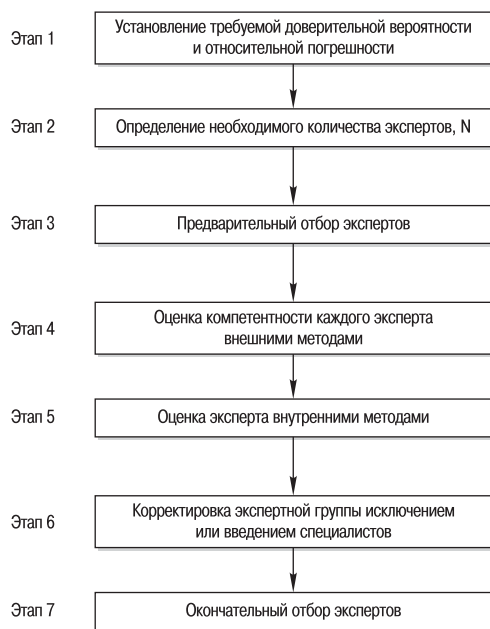 Этап 1
Установление требуемой доверительной вероятности
и относительной погрешности
Этап 2
Определение необходимого количества экспертов, N
Этап 3
Предварительный отбор экспертов
Этап 4
Оценка компетентности каждого эксперта
внешними методами
Этап 5
Оценка эксперта внутренними методами
Этап 6
Корректировка экспертной группы исключением
или введением специалистов
Этап 7
Окончательный отбор экспертов